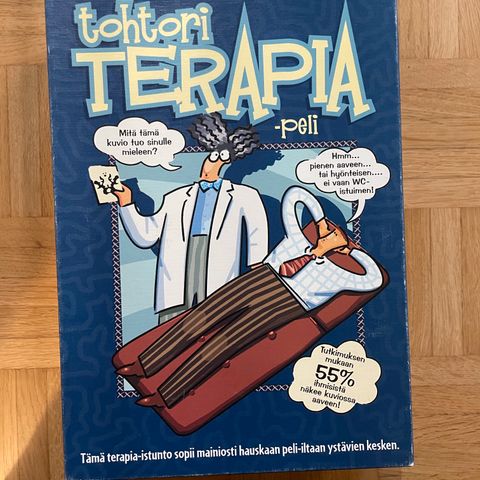 tohtori
TERAPIA
-peli
Mitä tämä
kuvio tuo sinulle
mieleen?
Hmm...
pienen aaveen...
tai hyönteisen....
ei vaan WC-
istuimen!
Tutkimuksen
mukaan
55%
ihmisistä
näkee kuviossa
aaveen!
Tämä terapia-istunto sopii mainiosti hauskaan peli-iltaan ystävien kesken.